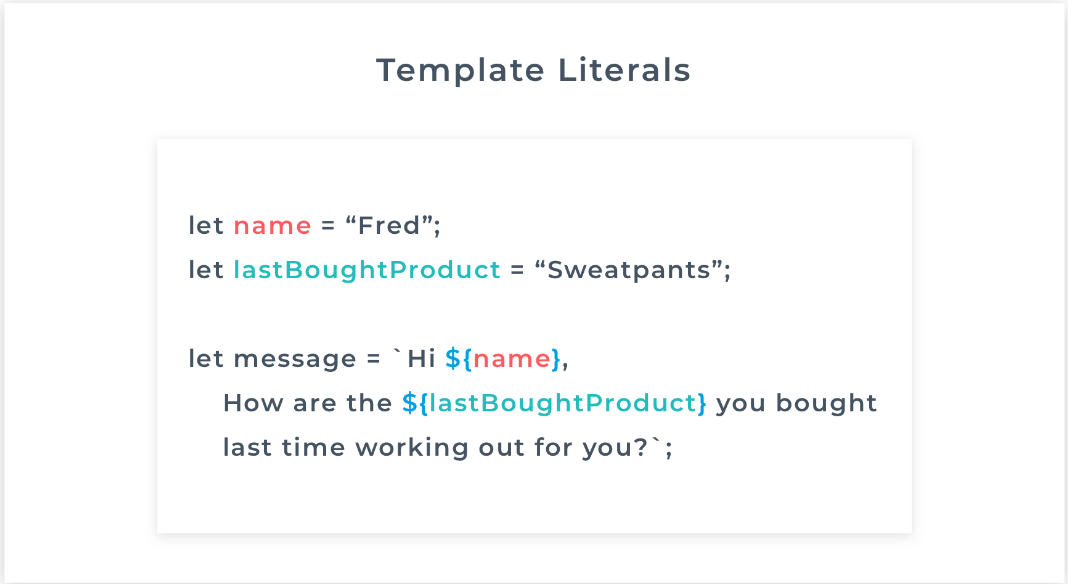 Template Literals
let name = “Fred”;
let lastBoughtProduct = “Sweatpants”;
let message = `Hi ${name},
How are the ${lastBoughtProduct} you bought
last time working out for you?`;